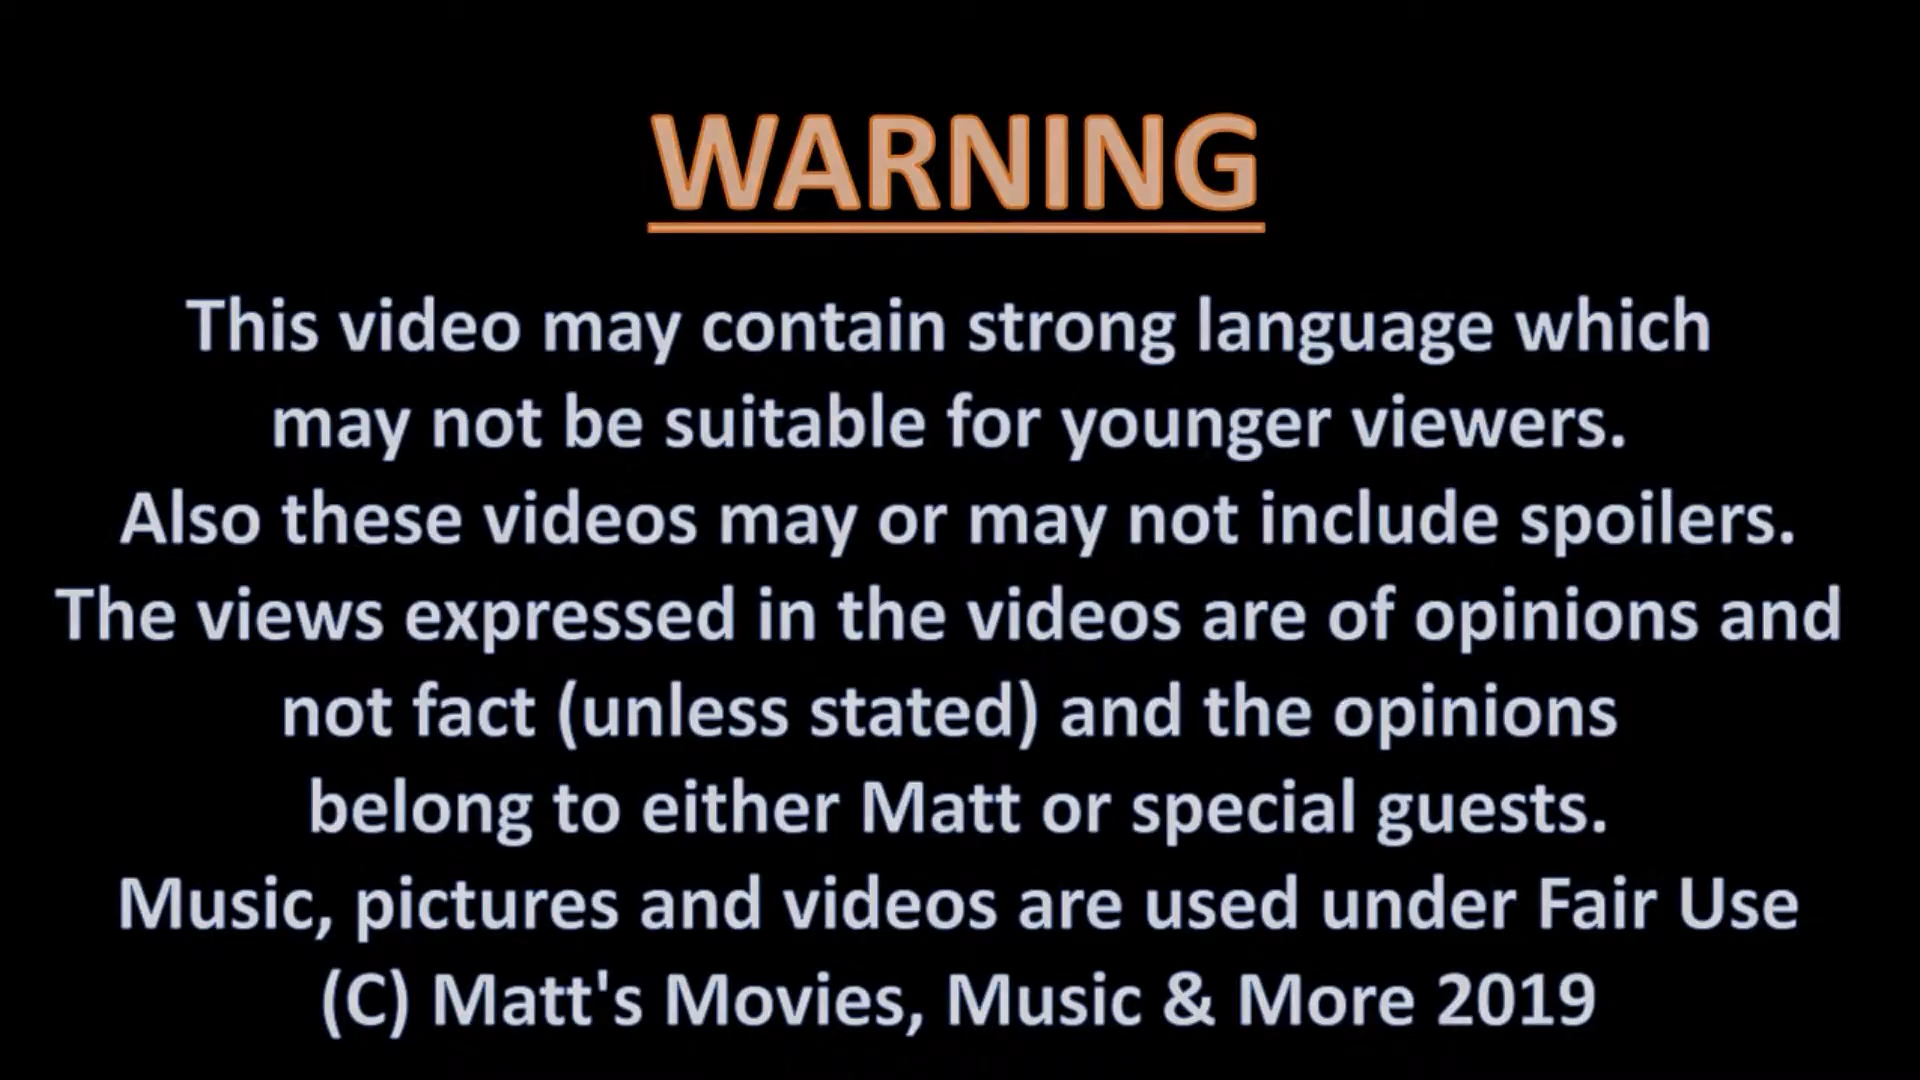 WARNING
This video may contain strong language which
may not be suitable for younger viewers.
Also these videos may or may not include spoilers.
The views expressed in the videos are of opinions and
not fact (unless stated) and the opinions
belong to either Matt or special guests.
Music, pictures and videos are used under Fair Use
(C) Matt's Movies, Music & More 2019